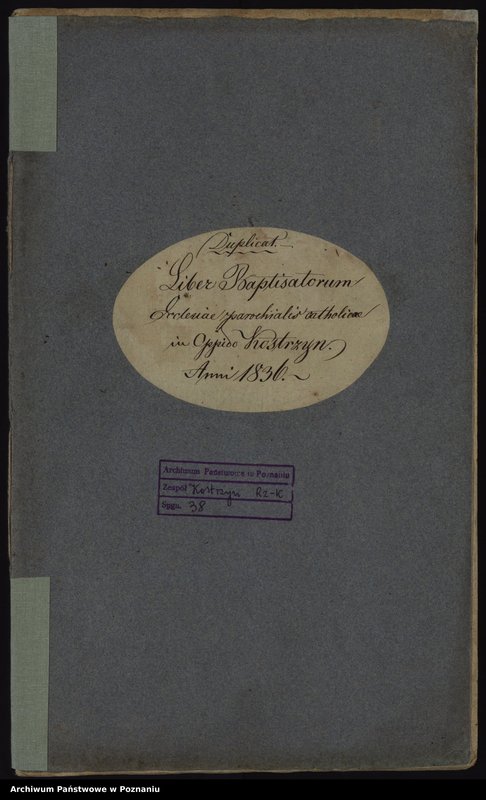 Duplicat.
Liber Baptisatorum
Ecclesiae parochialis catholicae
in Oppido Kostrzyn.
Anni 1836.
Archiwum Państwowe w Poznaniu
Zespół Kostrzyn Rz-K
Sygn. 38
Archiwum Państwowe w Poznaniu